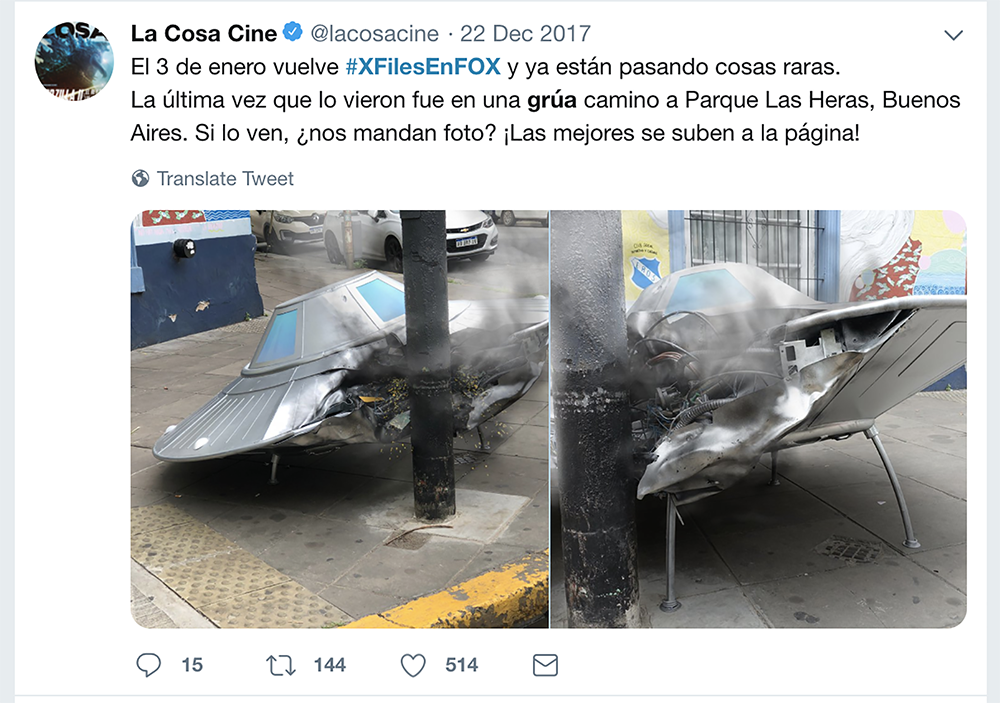 La Cosa Cine @lacosacine · 22 Dec 2017
El 3 de enero vuelve #XFilesEnFOX y ya están pasando cosas raras.
La última vez que lo vieron fue en una grúa camino a Parque Las Heras, Buenos
Aires. Si lo ven, ¿nos mandan foto? ¡Las mejores se suben a la página!
Translate Tweet
15 144 514